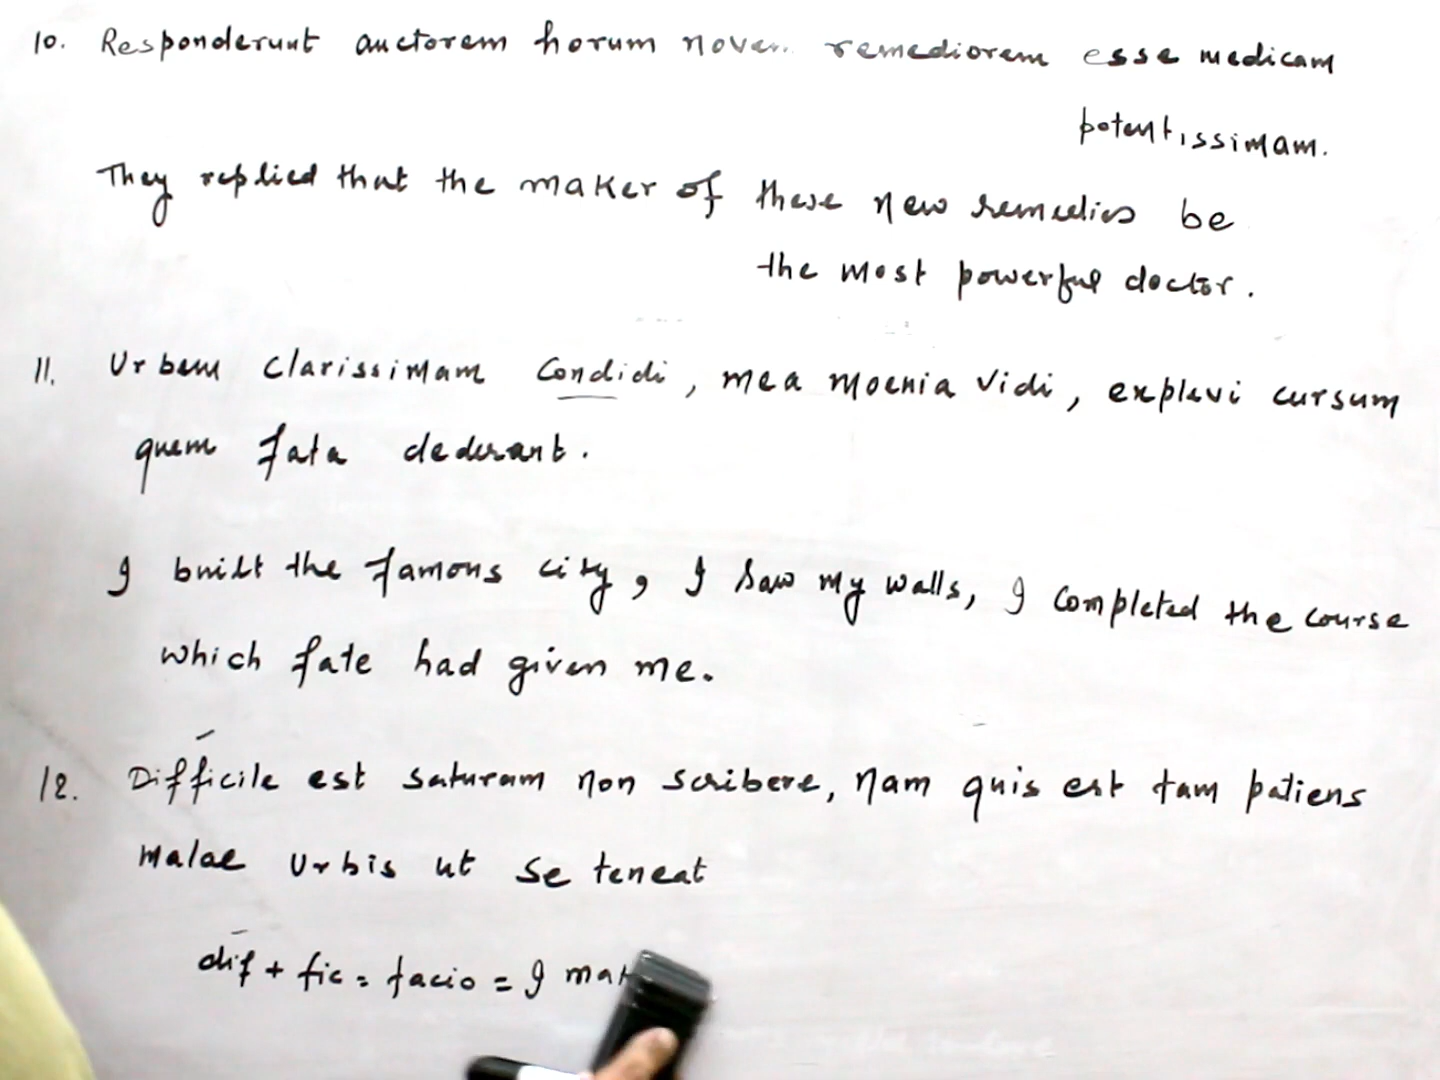 10. Responderunt auctorem horum remediorem esse medicam
potentissimam.
They replied that the maker of these new remedies be
the most powerful doctor.
11. Urbem clarissimam condidi, mea moenia vidi, explevi cursum
quem fata dederant.
I built the famous city, I saw my walls, I completed the course
which fate had given me.
12. Difficile est saturam non scribere, nam quis est tam patiens
malae urbis ut se teneat
dif + fic = facio = I